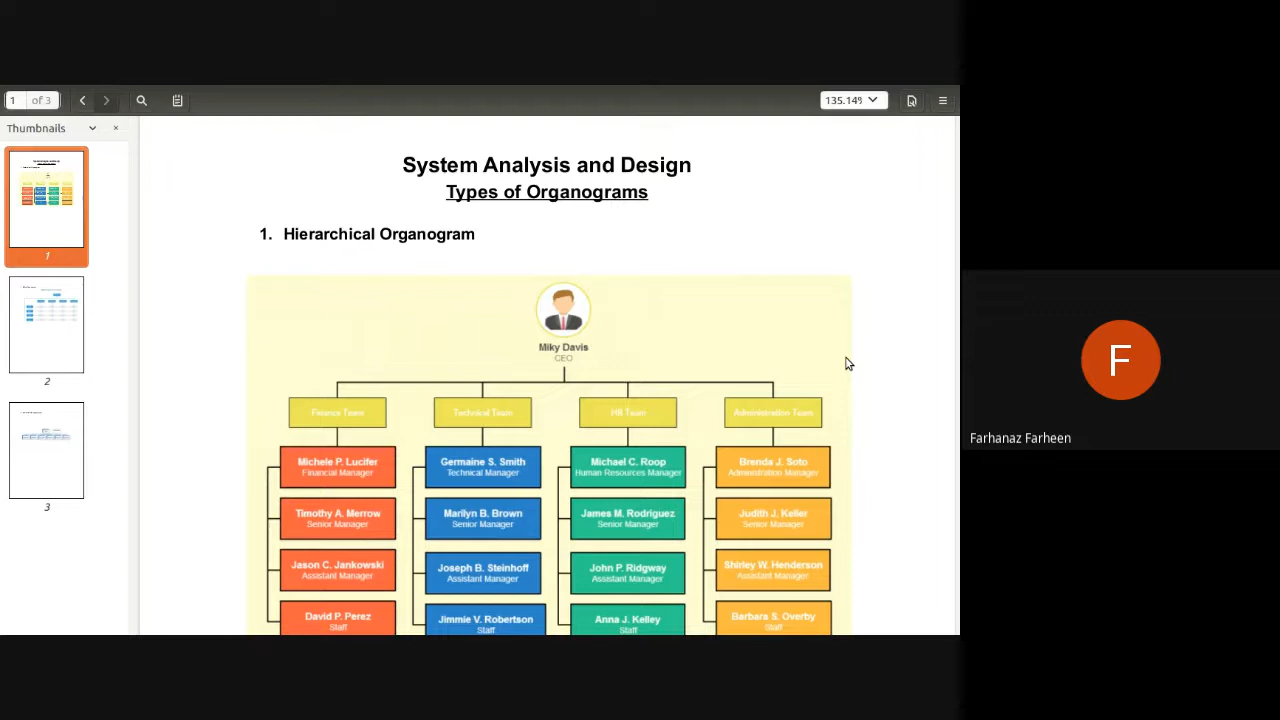 1 of 3
135.14%
Thumbnails
System Analysis and Design
Types of Organograms
1. Hierarchical Organogram
Miky Davis
CEO
Finance Team Technical Team HR Team Administration Team
Michele P. Lucifer Germaine S. Smith Michael C. Roop Brenda J. Soto
Financial Manager Technical Manager Human Resources Manager Administration Manager
Timothy A. Merrow Marilyn B. Brown James M. Rodriguez Judith J. Keller
Senior Manager Senior Manager Senior Manager Senior Manager
Jason C. Jankowski Joseph B. Steinhoff John P. Ridgway Shirley W. Henderson
Assistant Manager Assistant Manager Assistant Manager Assistant Manager
David P. Perez Jimmie V. Robertson Anna J. Kelley Barbara S. Overby
Staff Staff Staff Staff
1
2
3
F
Farhanaz Farheen